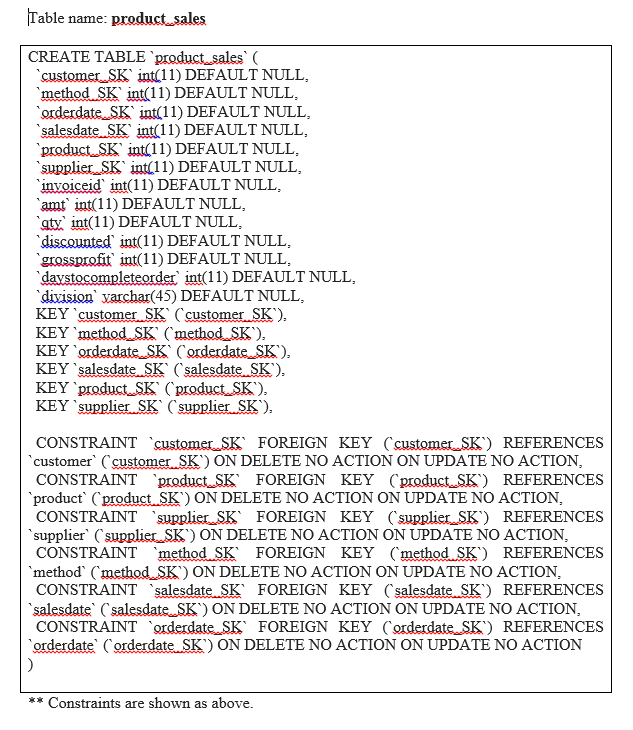 Table name: product_sales
CREATE TABLE `product_sales` (
`customer_SK` int(11) DEFAULT NULL,
`method_SK` int(11) DEFAULT NULL,
`orderdate_SK` int(11) DEFAULT NULL,
`salesdate_SK` int(11) DEFAULT NULL,
`product_SK` int(11) DEFAULT NULL,
`supplier_SK` int(11) DEFAULT NULL,
`invoiceid` int(11) DEFAULT NULL,
`amt` int(11) DEFAULT NULL,
`qty` int(11) DEFAULT NULL,
`discounted` int(11) DEFAULT NULL,
`grossprofit` int(11) DEFAULT NULL,
`daystocompleteorder` int(11) DEFAULT NULL,
`division` varchar(45) DEFAULT NULL,
KEY `customer_SK` (`customer_SK`),
KEY `method_SK` (`method_SK`),
KEY `orderdate_SK` (`orderdate_SK`),
KEY `salesdate_SK` (`salesdate_SK`),
KEY `product_SK` (`product_SK`),
KEY `supplier_SK` (`supplier_SK`),
CONSTRAINT `customer_SK` FOREIGN KEY (`customer_SK`) REFERENCES
`customer` (`customer_SK`) ON DELETE NO ACTION ON UPDATE NO ACTION,
CONSTRAINT `product_SK` FOREIGN KEY (`product_SK`) REFERENCES
`product` (`product_SK`) ON DELETE NO ACTION ON UPDATE NO ACTION,
CONSTRAINT `supplier_SK` FOREIGN KEY (`supplier_SK`) REFERENCES
`supplier` (`supplier_SK`) ON DELETE NO ACTION ON UPDATE NO ACTION,
CONSTRAINT `method_SK` FOREIGN KEY (`method_SK`) REFERENCES
`method` (`method_SK`) ON DELETE NO ACTION ON UPDATE NO ACTION,
CONSTRAINT `salesdate_SK` FOREIGN KEY (`salesdate_SK`) REFERENCES
`salesdate` (`salesdate_SK`) ON DELETE NO ACTION ON UPDATE NO ACTION,
CONSTRAINT `orderdate_SK` FOREIGN KEY (`orderdate_SK`) REFERENCES
`orderdate` (`orderdate_SK`) ON DELETE NO ACTION ON UPDATE NO ACTION
)
** Constraints are shown as above.